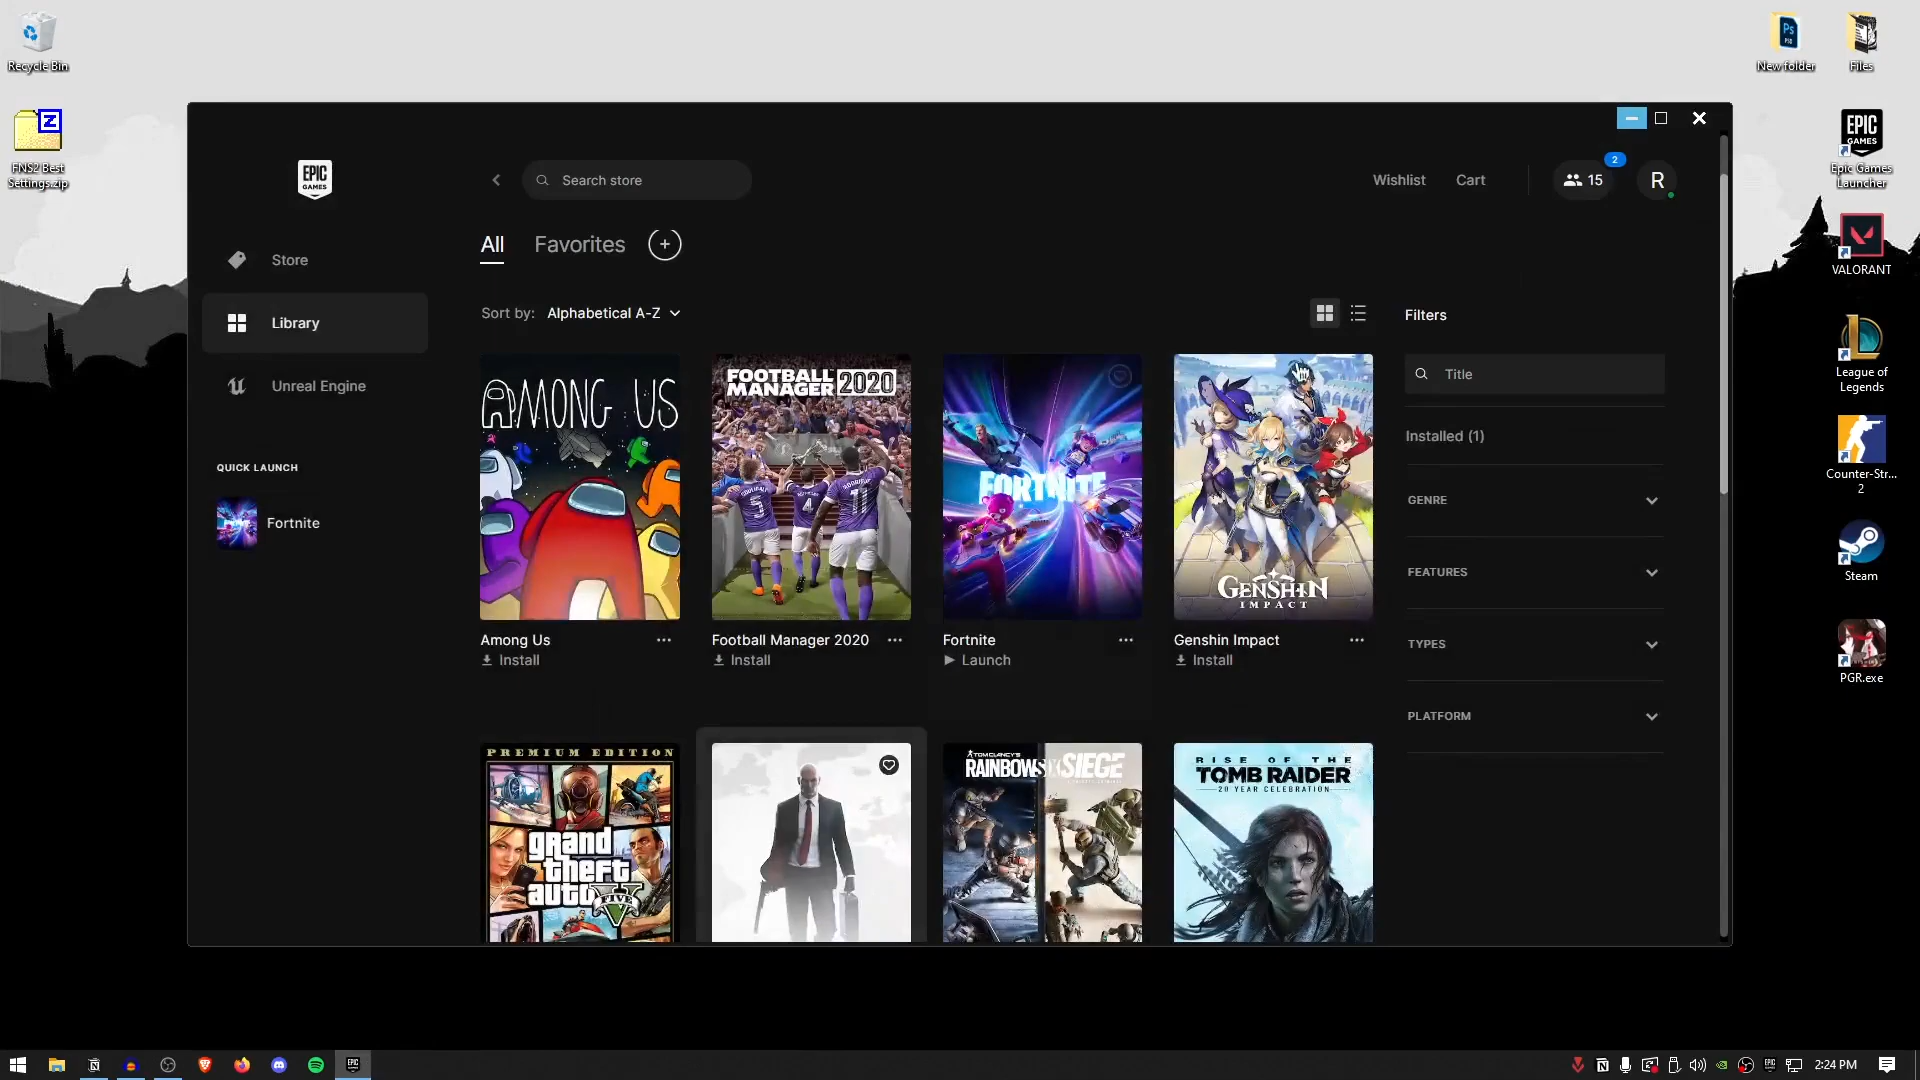 Recycle Bin
FNS2 Best
Settings.zip
New folder
Files
Epic Games
Launcher
VALORANT
League of
Legends
Counter-Str...
2
Steam
PGR.exe
EPIC
GAMES
Search store
Wishlist
Cart
15
2
R
Store
Library
Unreal Engine
QUICK LAUNCH
Fortnite
All
Favorites
Sort by:
Alphabetical A-Z
Filters
Title
Installed (1)
GENRE
FEATURES
TYPES
PLATFORM
AMONG US
FOOTBALL
MANAGER 2020
FORTNITE
GENSHIN
IMPACT
Among Us
Install
Football Manager 2020
Install
Fortnite
Launch
Genshin Impact
Install
PREMIUM EDITION
grand
theft
auto
FIVE
TOM CLANCY'S
RAINBOW SIX SIEGE
RISE OF THE
TOMB RAIDER
20 YEAR CELEBRATION
2:24 PM